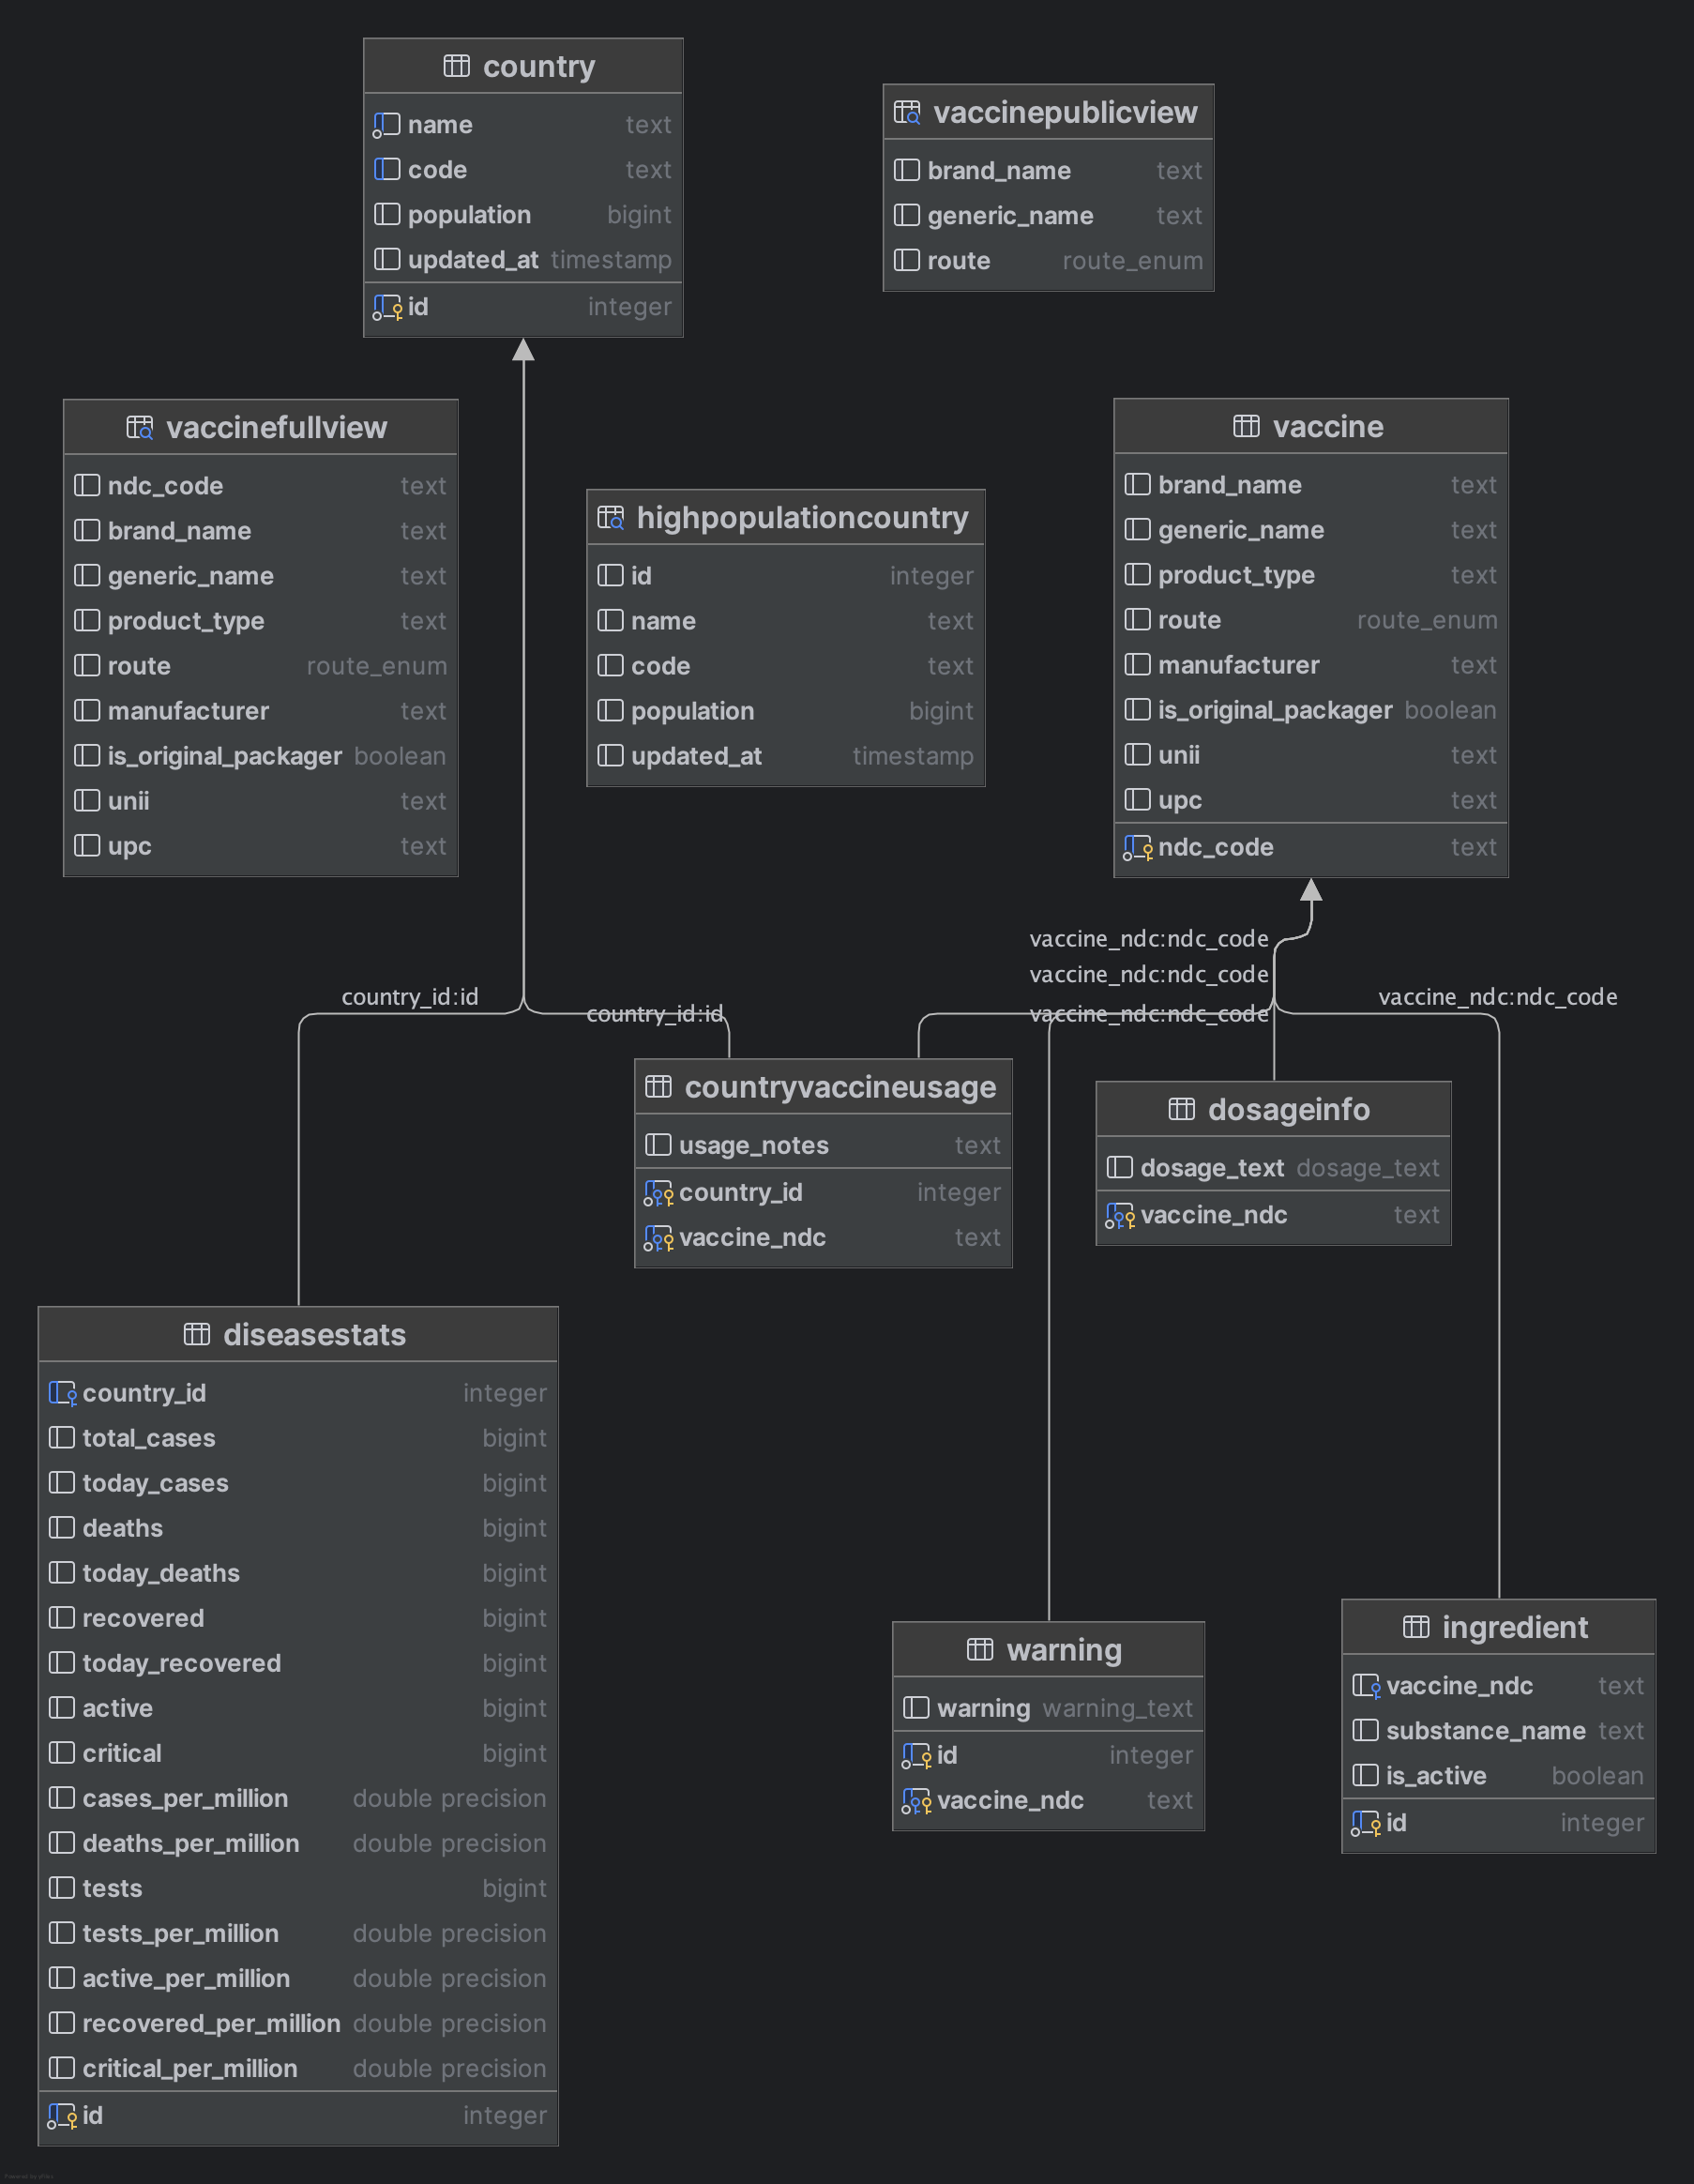 country
name text
code text
population bigint
updated_at timestamp
id integer
vaccinepublicview
brand_name text
generic_name text
route route_enum
vaccinefullview
ndc_code text
brand_name text
generic_name text
product_type text
route route_enum
manufacturer text
is_original_packager boolean
unii text
upc text
highpopulationcountry
id integer
name text
code text
population bigint
updated_at timestamp
vaccine
brand_name text
generic_name text
product_type text
route route_enum
manufacturer text
is_original_packager boolean
unii text
upc text
ndc_code text
vaccine_ndc:ndc_code
vaccine_ndc:ndc_code
country_id:id
country_id:id
vaccine_ndc:ndc_code
vaccine_ndc:ndc_code
countryvaccineusage
usage_notes text
country_id integer
vaccine_ndc text
dosageinfo
dosage_text dosage_text
vaccine_ndc text
diseasestats
country_id integer
total_cases bigint
today_cases bigint
deaths bigint
today_deaths bigint
recovered bigint
today_recovered bigint
active bigint
critical bigint
cases_per_million double precision
deaths_per_million double precision
tests bigint
tests_per_million double precision
active_per_million double precision
recovered_per_million double precision
critical_per_million double precision
id integer
warning
warning warning_text
id integer
vaccine_ndc text
ingredient
vaccine_ndc text
substance_name text
is_active boolean
id integer
Powered by yFiles